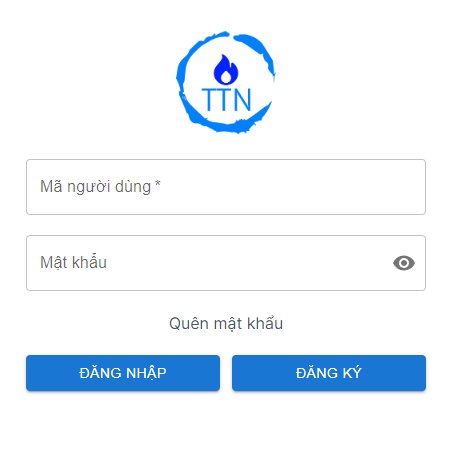 TTN
Mã người dùng *
Mật khẩu
Quên mật khẩu
ĐĂNG NHẬP ĐĂNG KÝ